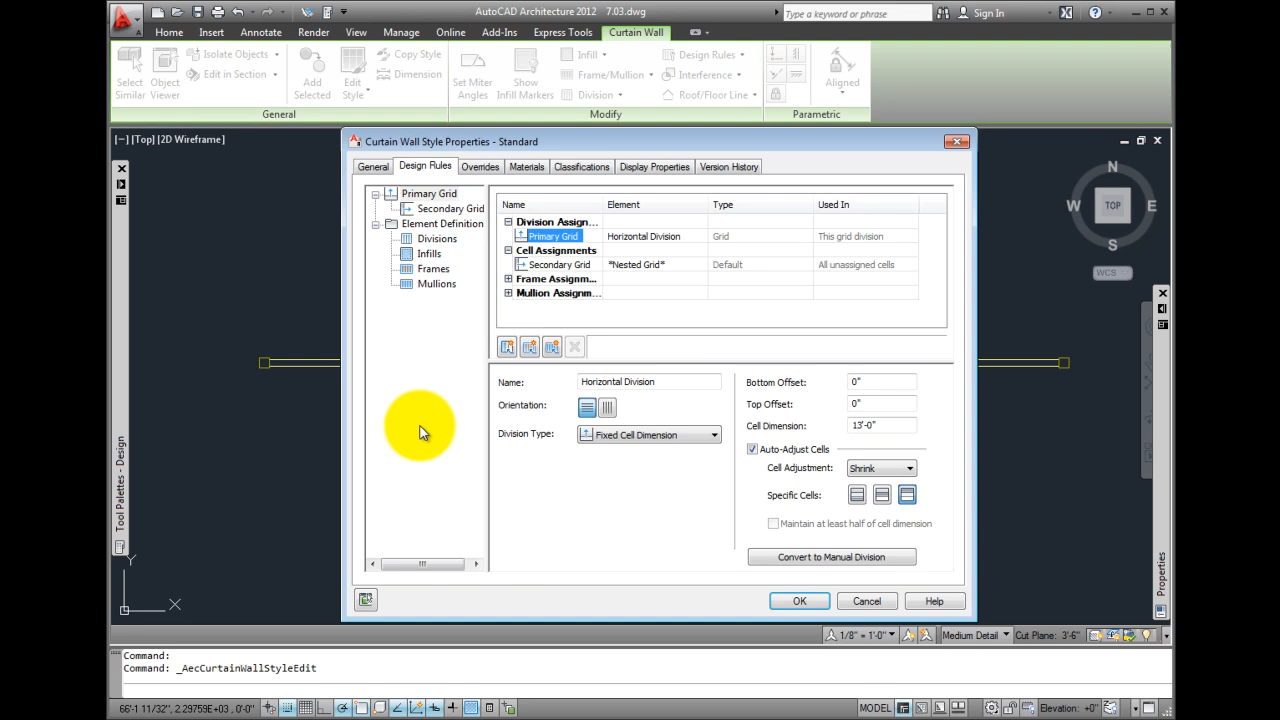 AutoCAD Architecture 2012   7.03.dwg
Type a keyword or phrase
Sign In
Home Insert Annotate Render View Manage Online Add-Ins Express Tools Curtain Wall
Isolate Objects
Copy Style
Infill
Design Rules
Edit in Section
Dimension
Frame/Mullion
Interference
Division
Roof/Floor Line
Select Similar
Object Viewer
Add Selected
Edit Style
Set Miter Angles
Show Infill Markers
Aligned
General Modify Parametric
[−] [Top] [2D Wireframe]
Curtain Wall Style Properties - Standard
General Design Rules Overrides Materials Classifications Display Properties Version History
Primary Grid
Secondary Grid
Element Definition
Divisions
Infills
Frames
Mullions
Name Element Type Used In
Division Assign...
Primary Grid Horizontal Division Grid This grid division
Cell Assignments
Secondary Grid *Nested Grid* Default All unassigned cells
Frame Assignm...
Mullion Assignm...
Name: Horizontal Division
Orientation:
Division Type: Fixed Cell Dimension
Bottom Offset: 0"
Top Offset: 0"
Cell Dimension: 13'-0"
Auto-Adjust Cells
Cell Adjustment: Shrink
Specific Cells:
Maintain at least half of cell dimension
Convert to Manual Division
OK Cancel Help
N
W TOP E
S
WCS
Tool Palettes - Design
Properties
Y
X
1/8" = 1'-0" Medium Detail Cut Plane: 3'-6"
Command:
Command: _AecCurtainWallStyleEdit
66'-1 11/32", 2.29759E+03, 0'-0" MODEL Elevation: +0"